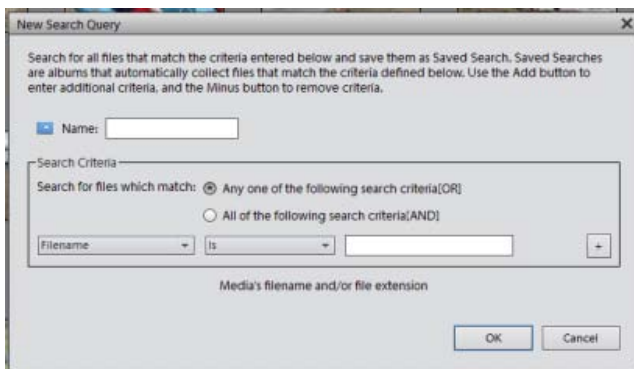 New Search Query
Search for all files that match the criteria entered below and save them as Saved Search. Saved Searches
are albums that automatically collect files that match the criteria defined below. Use the Add button to
enter additional criteria, and the Minus button to remove criteria.
Name:
Search Criteria
Search for files which match: Any one of the following search criteria[OR]
All of the following search criteria[AND]
Filename Is +
Media's filename and/or file extension
OK Cancel